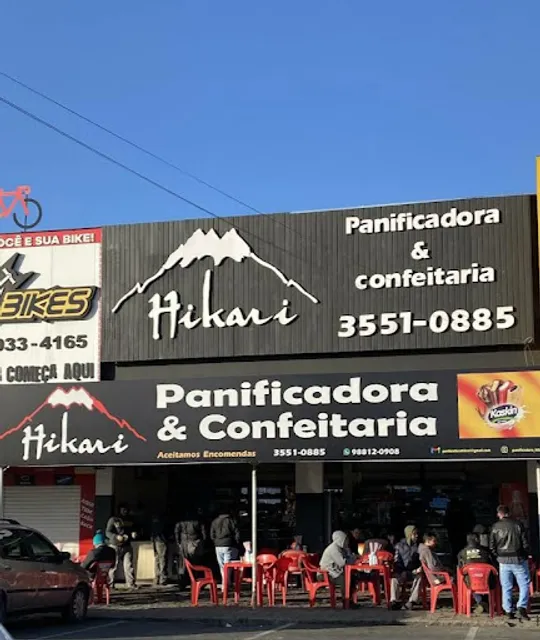 OCÊ E SUA BIKE!
BIKES
033-4165
COMEÇA AQUI
Hikari
Panificadora
&
confeitaria
3551-0885
Hikari
Panificadora
& Confeitaria
Aceitamos Encomendas 3551-0885 98812-0908
Kaskin